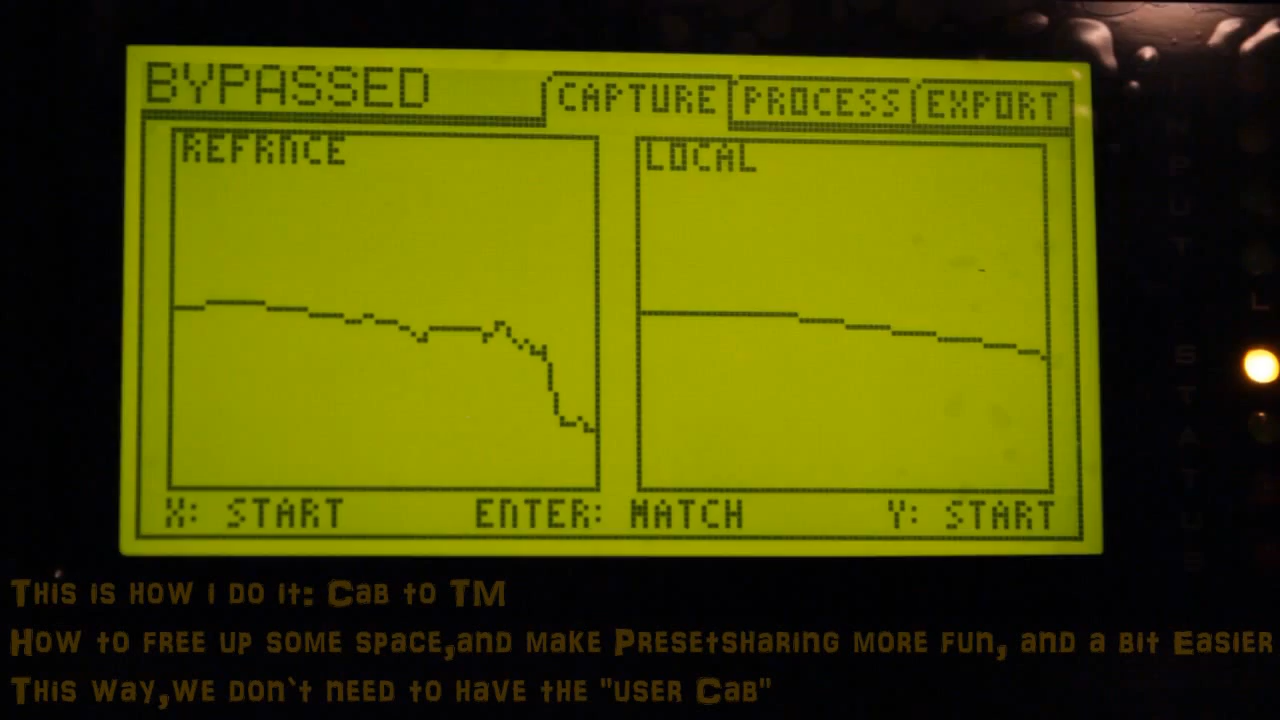 BYPASSED
CAPTURE
PROCESS
EXPORT
REFRNCE
LOCAL
X: START
ENTER: MATCH
Y: START
L
STATUS
This is how i do it: Cab to TM
How to free up some space,and make Presetsharing more fun, and a bit Easier
This way,we don`t need to have the "user Cab"